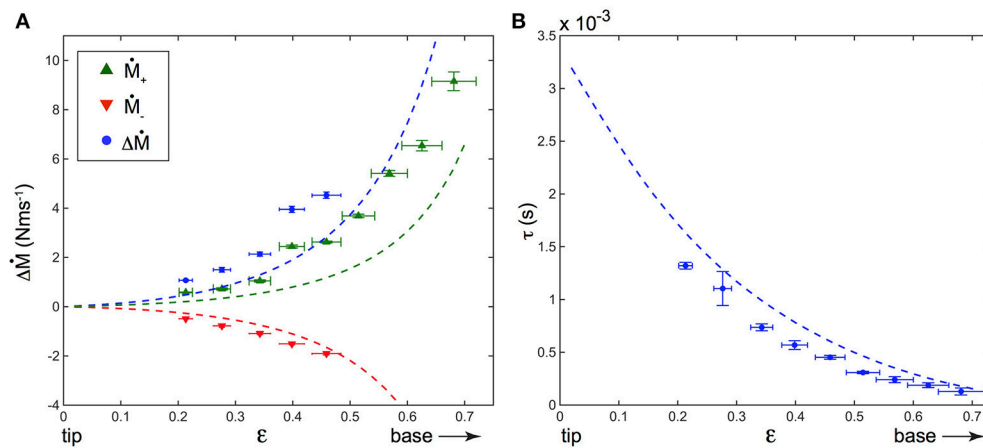 A
10
8
6
4
2
0
-2
-4
ΔṀ (Nms⁻¹)
Ṁ₊
Ṁ₋
ΔṀ
0 0.1 0.2 0.3 0.4 0.5 0.6 0.7
tip ε base →
B
x 10⁻³
3.5
3
2.5
2
1.5
1
0.5
0
τ (s)
0 0.1 0.2 0.3 0.4 0.5 0.6 0.7
tip ε base →